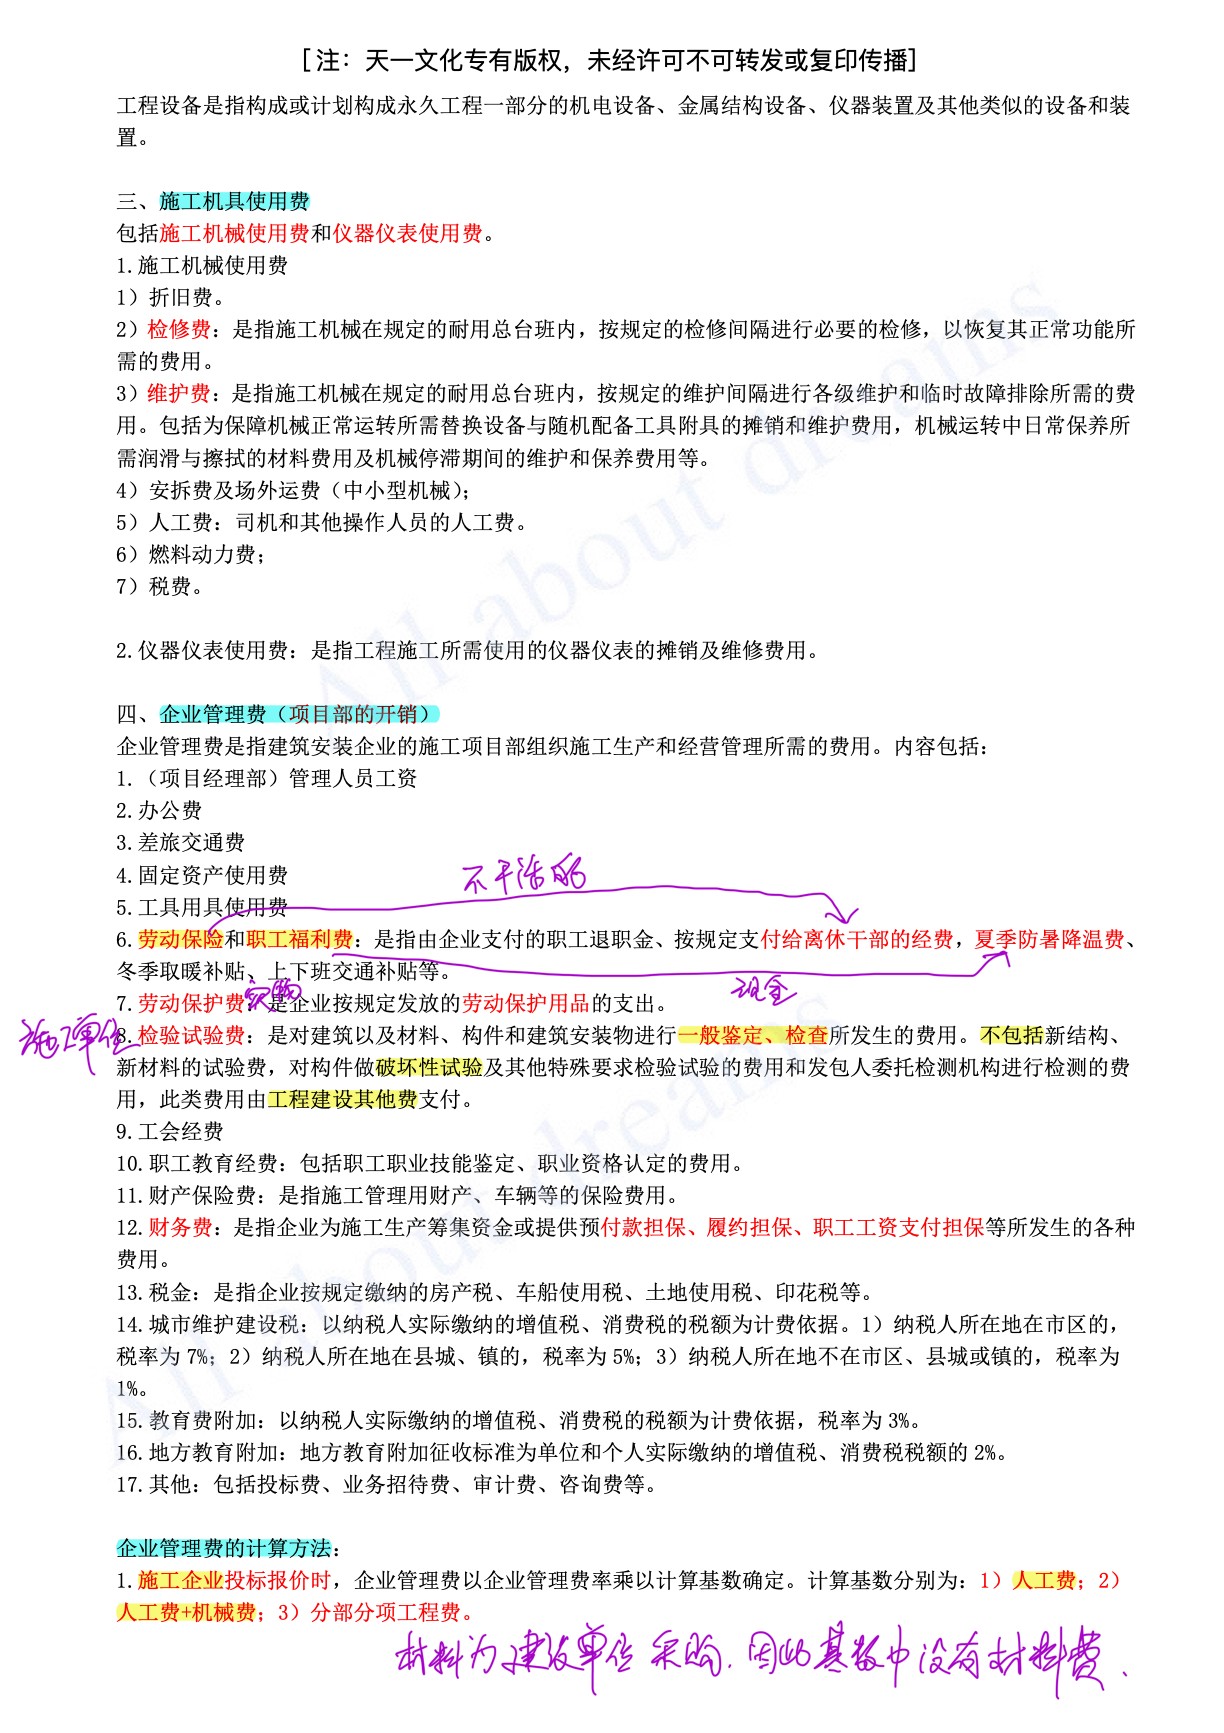 [注：天一文化专有版权，未经许可不可转发或复印传播]
工程设备是指构成或计划构成永久工程一部分的机电设备、金属结构设备、仪器装置及其他类似的设备和装
置。
三、施工机具使用费
包括施工机械使用费和仪器仪表使用费。
1.施工机械使用费
1）折旧费。
2）检修费：是指施工机械在规定的耐用总台班内，按规定的检修间隔进行必要的检修，以恢复其正常功能所
需的费用。
3）维护费：是指施工机械在规定的耐用总台班内，按规定的维护间隔进行各级维护和临时故障排除所需的费
用。包括为保障机械正常运转所需替换设备与随机配备工具附具的摊销和维护费用，机械运转中日常保养所
需润滑与擦拭的材料费用及机械停滞期间的维护和保养费用等。
4）安拆费及场外运费（中小型机械）；
5）人工费：司机和其他操作人员的人工费。
6）燃料动力费；
7）税费。
2.仪器仪表使用费：是指工程施工所需使用的仪器仪表的摊销及维修费用。
四、企业管理费（项目部的开销）
企业管理费是指建筑安装企业的施工项目部组织施工生产和经营管理所需的费用。内容包括：
1.（项目经理部）管理人员工资
2.办公费
3.差旅交通费
4.固定资产使用费
不干活的
5.工具用具使用费
6.劳动保险和职工福利费：是指由企业支付的职工退职金、按规定支付给离休干部的经费，夏季防暑降温费、
冬季取暖补贴、上下班交通补贴等。
实物
现金
7.劳动保护费：是企业按规定发放的劳动保护用品的支出。
施工单位
8.检验试验费：是对建筑以及材料、构件和建筑安装物进行一般鉴定、检查所发生的费用。不包括新结构、
新材料的试验费，对构件做破坏性试验及其他特殊要求检验试验的费用和发包人委托检测机构进行检测的费
用，此类费用由工程建设其他费支付。
9.工会经费
10.职工教育经费：包括职工职业技能鉴定、职业资格认定的费用。
11.财产保险费：是指施工管理用财产、车辆等的保险费用。
12.财务费：是指企业为施工生产筹集资金或提供预付款担保、履约担保、职工工资支付担保等所发生的各种
费用。
13.税金：是指企业按规定缴纳的房产税、车船使用税、土地使用税、印花税等。
14.城市维护建设税：以纳税人实际缴纳的增值税、消费税的税额为计费依据。1）纳税人所在地在市区的，
税率为 7%；2）纳税人所在地在县城、镇的，税率为 5%；3）纳税人所在地不在市区、县城或镇的，税率为
1%。
15.教育费附加：以纳税人实际缴纳的增值税、消费税的税额为计费依据，税率为 3%。
16.地方教育附加：地方教育附加征收标准为单位和个人实际缴纳的增值税、消费税税额的 2%。
17.其他：包括投标费、业务招待费、审计费、咨询费等。
企业管理费的计算方法：
1.施工企业投标报价时，企业管理费以企业管理费率乘以计算基数确定。计算基数分别为：1）人工费；2）
人工费+机械费；3）分部分项工程费。
材料为建设单位采购.因此基数中没有材料费、
All about dreams
All about dreams